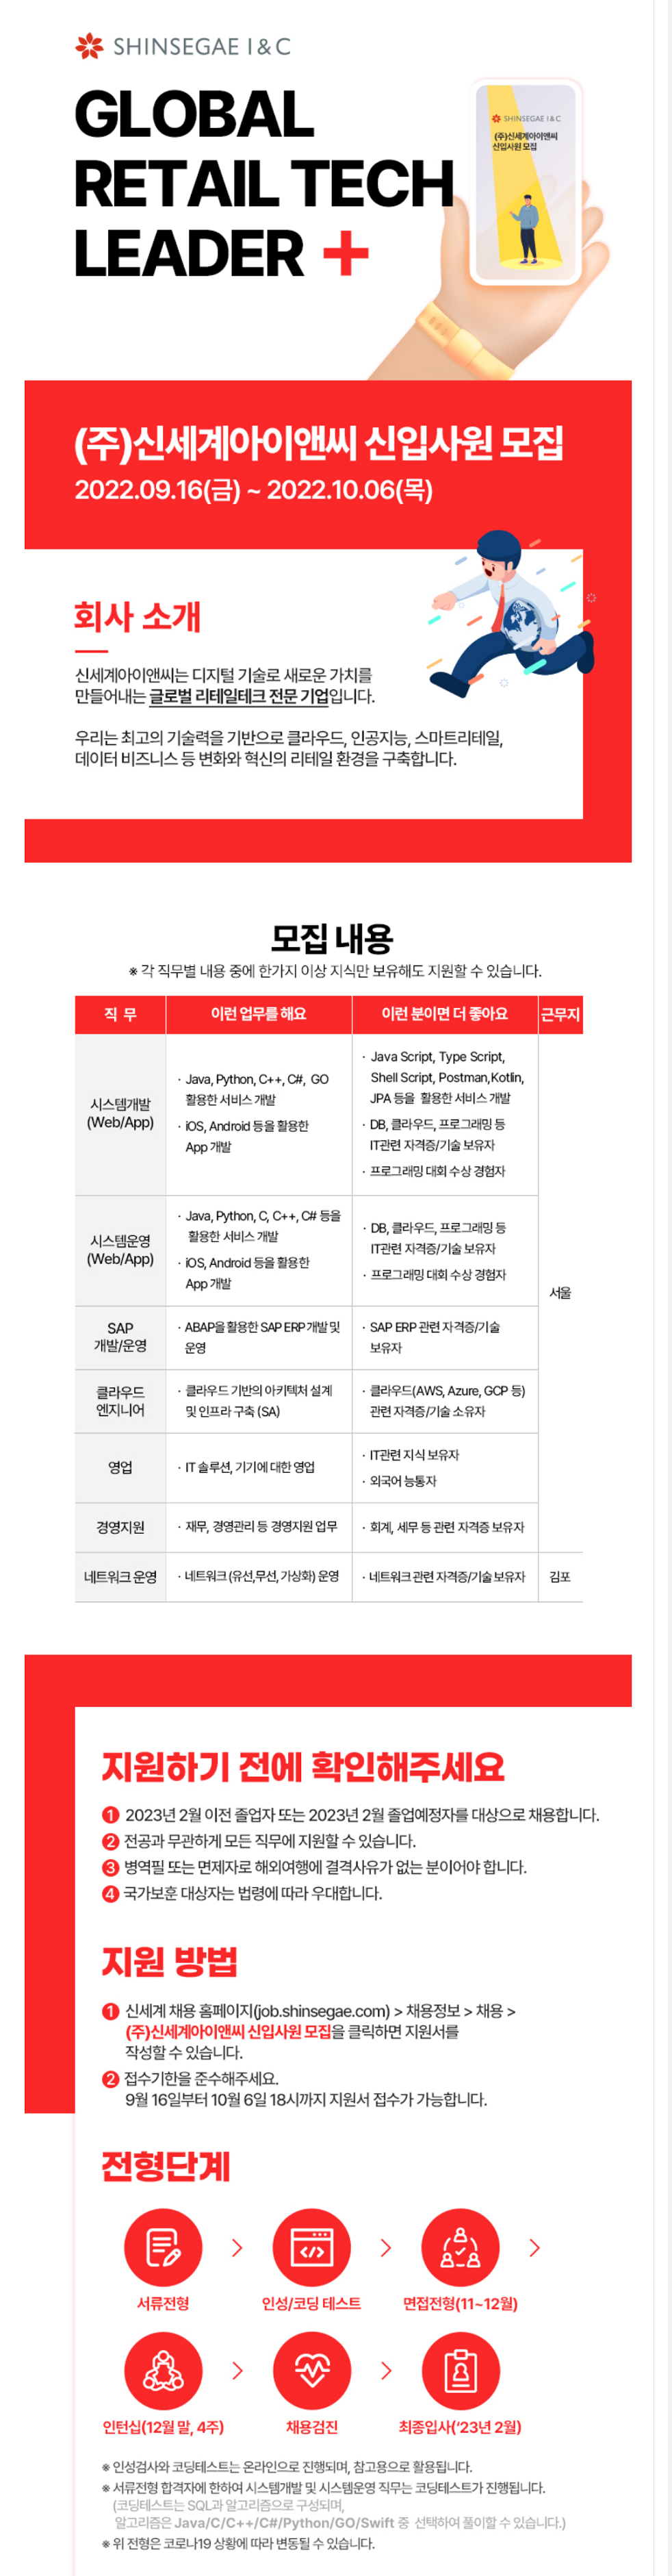 SHINSEGAE I&C
GLOBAL
RETAIL TECH
LEADER +
SHINSEGAE I&C
(주)신세계아이앤씨
신입사원 모집
(주)신세계아이앤씨 신입사원 모집
2022.09.16(금) ~ 2022.10.06(목)
회사 소개
신세계아이앤씨는 디지털 기술로 새로운 가치를
만들어내는 글로벌 리테일테크 전문 기업입니다.
우리는 최고의 기술력을 기반으로 클라우드, 인공지능, 스마트리테일,
데이터 비즈니스 등 변화와 혁신의 리테일 환경을 구축합니다.
모집 내용
※ 각 직무별 내용 중에 한가지 이상 지식만 보유해도 지원할 수 있습니다.
직 무
이런 업무를 해요
이런 분이면 더 좋아요
근무지
시스템개발
(Web/App)
· Java, Python, C++, C#, GO
활용한 서비스 개발
· iOS, Android 등을 활용한
App 개발
· Java Script, Type Script,
Shell Script, Postman,Kotlin,
JPA 등을 활용한 서비스 개발
· DB, 클라우드, 프로그래밍 등
IT관련 자격증/기술 보유자
· 프로그래밍 대회 수상 경험자
시스템운영
(Web/App)
· Java, Python, C, C++, C# 등을
활용한 서비스 개발
· iOS, Android 등을 활용한
App 개발
· DB, 클라우드, 프로그래밍 등
IT관련 자격증/기술 보유자
· 프로그래밍 대회 수상 경험자
서울
SAP
개발/운영
· ABAP을 활용한 SAP ERP 개발 및
운영
· SAP ERP 관련 자격증/기술
보유자
클라우드
엔지니어
· 클라우드 기반의 아키텍처 설계
및 인프라 구축 (SA)
· 클라우드(AWS, Azure, GCP 등)
관련 자격증/기술 소유자
영업
· IT 솔루션, 기기에 대한 영업
· IT관련 지식 보유자
· 외국어 능통자
경영지원
· 재무, 경영관리 등 경영지원 업무
· 회계, 세무 등 관련 자격증 보유자
네트워크 운영
· 네트워크 (유선,무선, 가상화) 운영
· 네트워크 관련 자격증/기술 보유자
김포
지원하기 전에 확인해주세요
1 2023년 2월 이전 졸업자 또는 2023년 2월 졸업예정자를 대상으로 채용합니다.
2 전공과 무관하게 모든 직무에 지원할 수 있습니다.
3 병역필 또는 면제자로 해외여행에 결격사유가 없는 분이어야 합니다.
4 국가보훈 대상자는 법령에 따라 우대합니다.
지원 방법
1 신세계 채용 홈페이지(job.shinsegae.com) > 채용정보 > 채용 >
(주)신세계아이앤씨 신입사원 모집을 클릭하면 지원서를
작성할 수 있습니다.
2 접수기한을 준수해주세요.
9월 16일부터 10월 6일 18시까지 지원서 접수가 가능합니다.
전형단계
서류전형
인성/코딩 테스트
면접전형(11~12월)
인턴십(12월 말, 4주)
채용검진
최종입사('23년 2월)
※ 인성검사와 코딩테스트는 온라인으로 진행되며, 참고용으로 활용됩니다.
※ 서류전형 합격자에 한하여 시스템개발 및 시스템운영 직무는 코딩테스트가 진행됩니다.
(코딩테스트는 SQL과 알고리즘으로 구성되며,
알고리즘은 Java/C/C++/C#/Python/GO/Swift 중 선택하여 풀이할 수 있습니다.)
※ 위 전형은 코로나19 상황에 따라 변동될 수 있습니다.